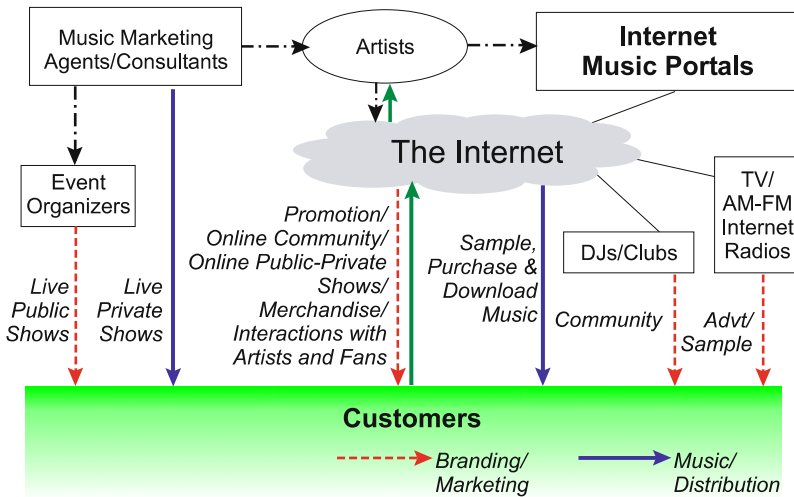 Music Marketing
Agents/Consultants
Artists
Internet
Music Portals
The Internet
Event
Organizers
TV/
AM-FM
Internet
Radios
DJs/Clubs
Live
Public
Shows
Live
Private
Shows
Promotion/
Online Community/
Online Public-Private
Shows/
Merchandise/
Interactions with
Artists and Fans
Sample,
Purchase &
Download
Music
Community
Advt/
Sample
Customers
Branding/
Marketing
Music/
Distribution